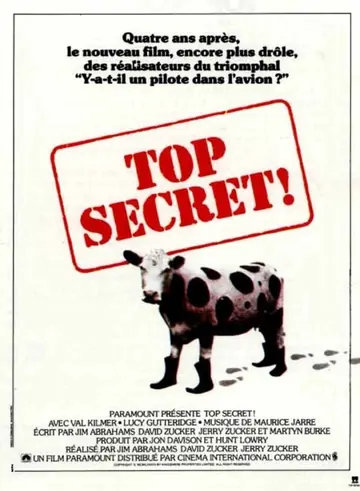 Quatre ans après,
le nouveau film, encore plus drôle,
des réalisateurs du triomphal
"Y-a-t-il un pilote dans l'avion ?"
TOP
SECRET!
PARAMOUNT PRÉSENTE TOP SECRET!
AVEC VAL KILMER • LUCY GUTTERIDGE • MUSIQUE DE MAURICE JARRE
ÉCRIT PAR JIM ABRAHAMS DAVID ZUCKER JERRY ZUCKER ET MARTYN BURKE
PRODUIT PAR JON DAVISON ET HUNT LOWRY
RÉALISÉ PAR JIM ABRAHAMS DAVID ZUCKER JERRY ZUCKER
UN FILM PARAMOUNT DISTRIBUÉ PAR CINEMA INTERNATIONAL CORPORATION